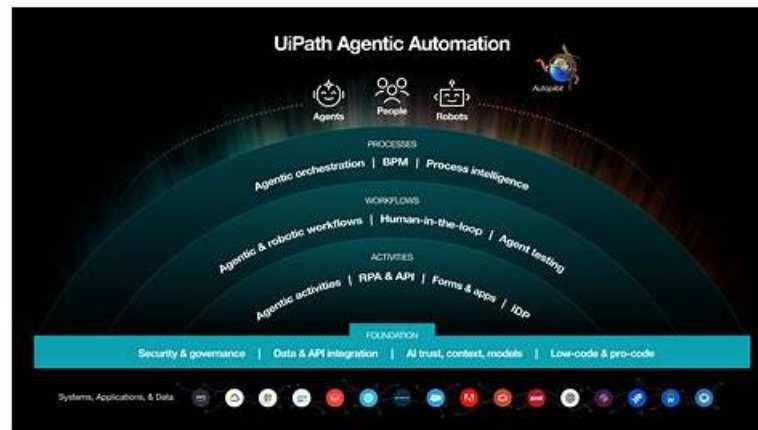 UiPath Agentic Automation
Autopilot
Agents
People
Robots
PROCESSES
Agentic orchestration | BPM | Process intelligence
WORKFLOWS
Agentic & robotic workflows | Human-in-the-loop | Agent testing
ACTIVITIES
Agentic activities | RPA & API | Forms & apps | IDP
FOUNDATION
Security & governance | Data & API integration | AI trust, context, models | Low-code & pro-code
Systems, Applications, & Data
aws